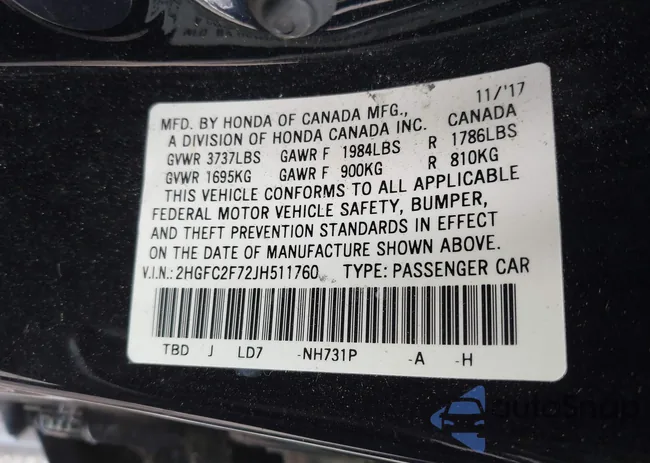 11/'17
MFD. BY HONDA OF CANADA MFG., CANADA
A DIVISION OF HONDA CANADA INC.
GVWR 3737LBS GAWR F 1984LBS R 1786LBS
GVWR 1695KG GAWR F 900KG R 810KG
THIS VEHICLE CONFORMS TO ALL APPLICABLE
FEDERAL MOTOR VEHICLE SAFETY, BUMPER,
AND THEFT PREVENTION STANDARDS IN EFFECT
ON THE DATE OF MANUFACTURE SHOWN ABOVE.
V.I.N.: 2HGFC2F72JH511760 TYPE: PASSENGER CAR
TBD J LD7 -NH731P -A -H
autoSnap